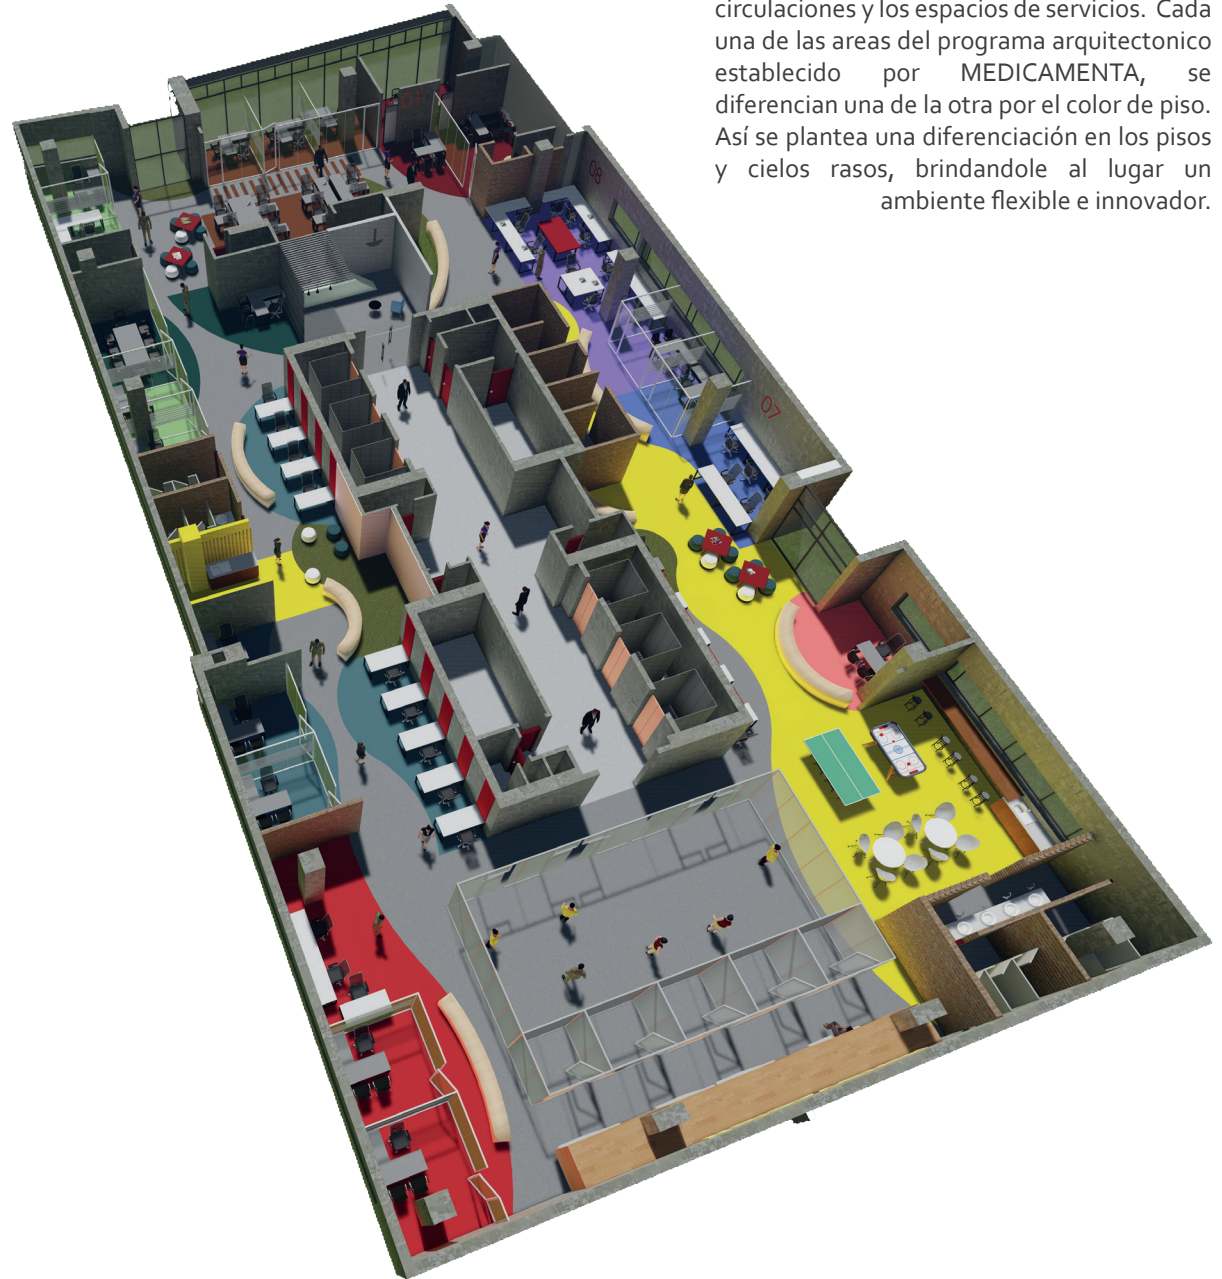 circulaciones y los espacios de servicios. Cada
una de las areas del programa arquitectonico
establecido por MEDICAMENTA, se
diferencian una de la otra por el color de piso.
Así se plantea una diferenciación en los pisos
y cielos rasos, brindandole al lugar un
ambiente flexible e innovador.
01
08
07